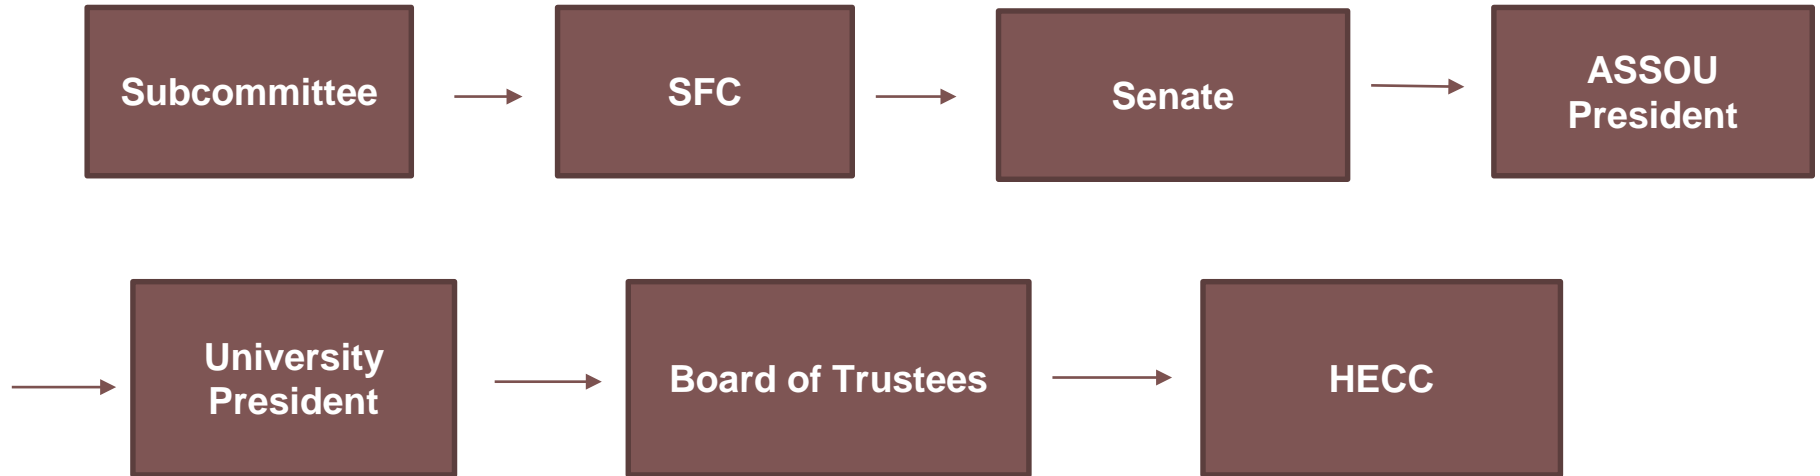 Subcommittee
SFC
Senate
ASSOU
President
University
President
Board of Trustees
HECC